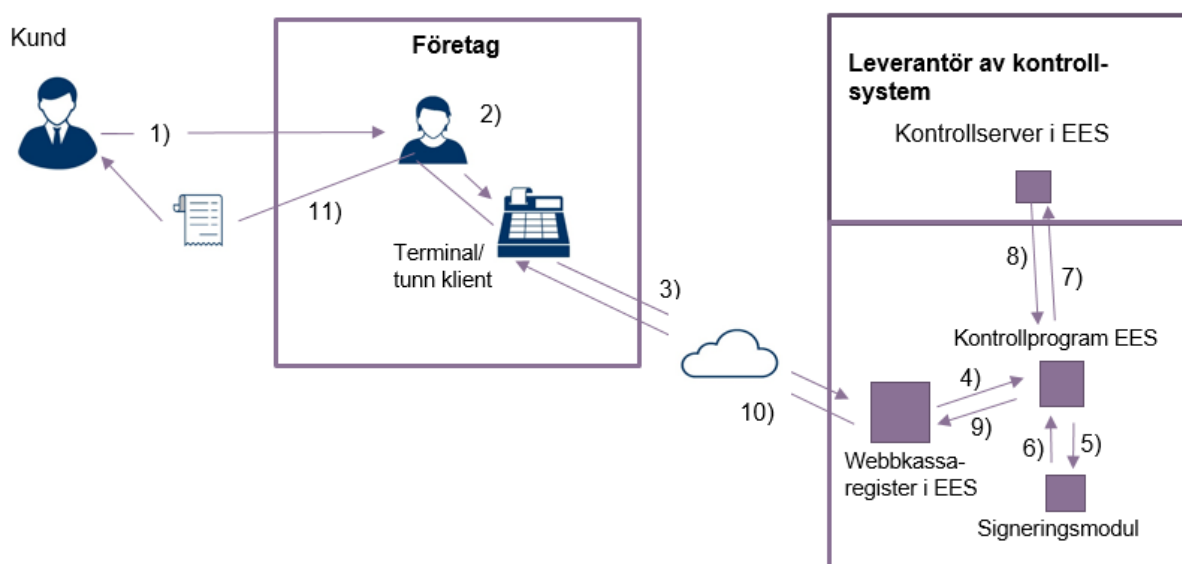 Kund
1)
Företag
2)
11)
Terminal/
tunn klient
3)
10)
Leverantör av kontroll-
system
Kontrollserver i EES
8)
7)
Kontrollprogram EES
4)
9)
6)
5)
Webbkassa-
register i EES
Signeringsmodul